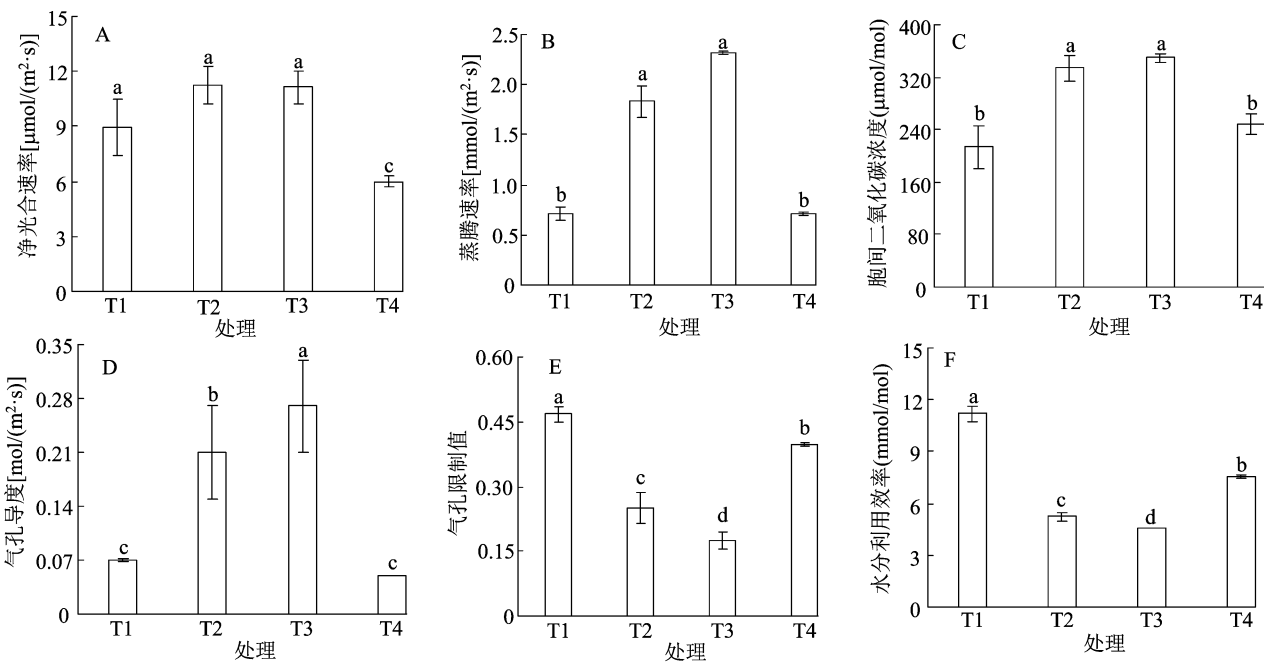 A
净光合速率[μmol/(m²·s)]
15
12
9
6
3
0
a
a
a
c
T1
T2
T3
T4
处理
B
蒸腾速率[mmol/(m²·s)]
2.5
2.0
1.5
1.0
0.5
0
b
a
a
b
T1
T2
T3
T4
处理
C
胞间二氧化碳浓度(μmol/mol)
400
320
240
160
80
0
b
a
a
b
T1
T2
T3
T4
处理
D
气孔导度[mol/(m²·s)]
0.35
0.28
0.21
0.14
0.07
0
c
b
a
c
T1
T2
T3
T4
处理
E
气孔限制值
0.60
0.45
0.30
0.15
0
a
c
d
b
T1
T2
T3
T4
处理
F
水分利用效率(mmol/mol)
15
12
9
6
3
0
a
c
d
b
T1
T2
T3
T4
处理